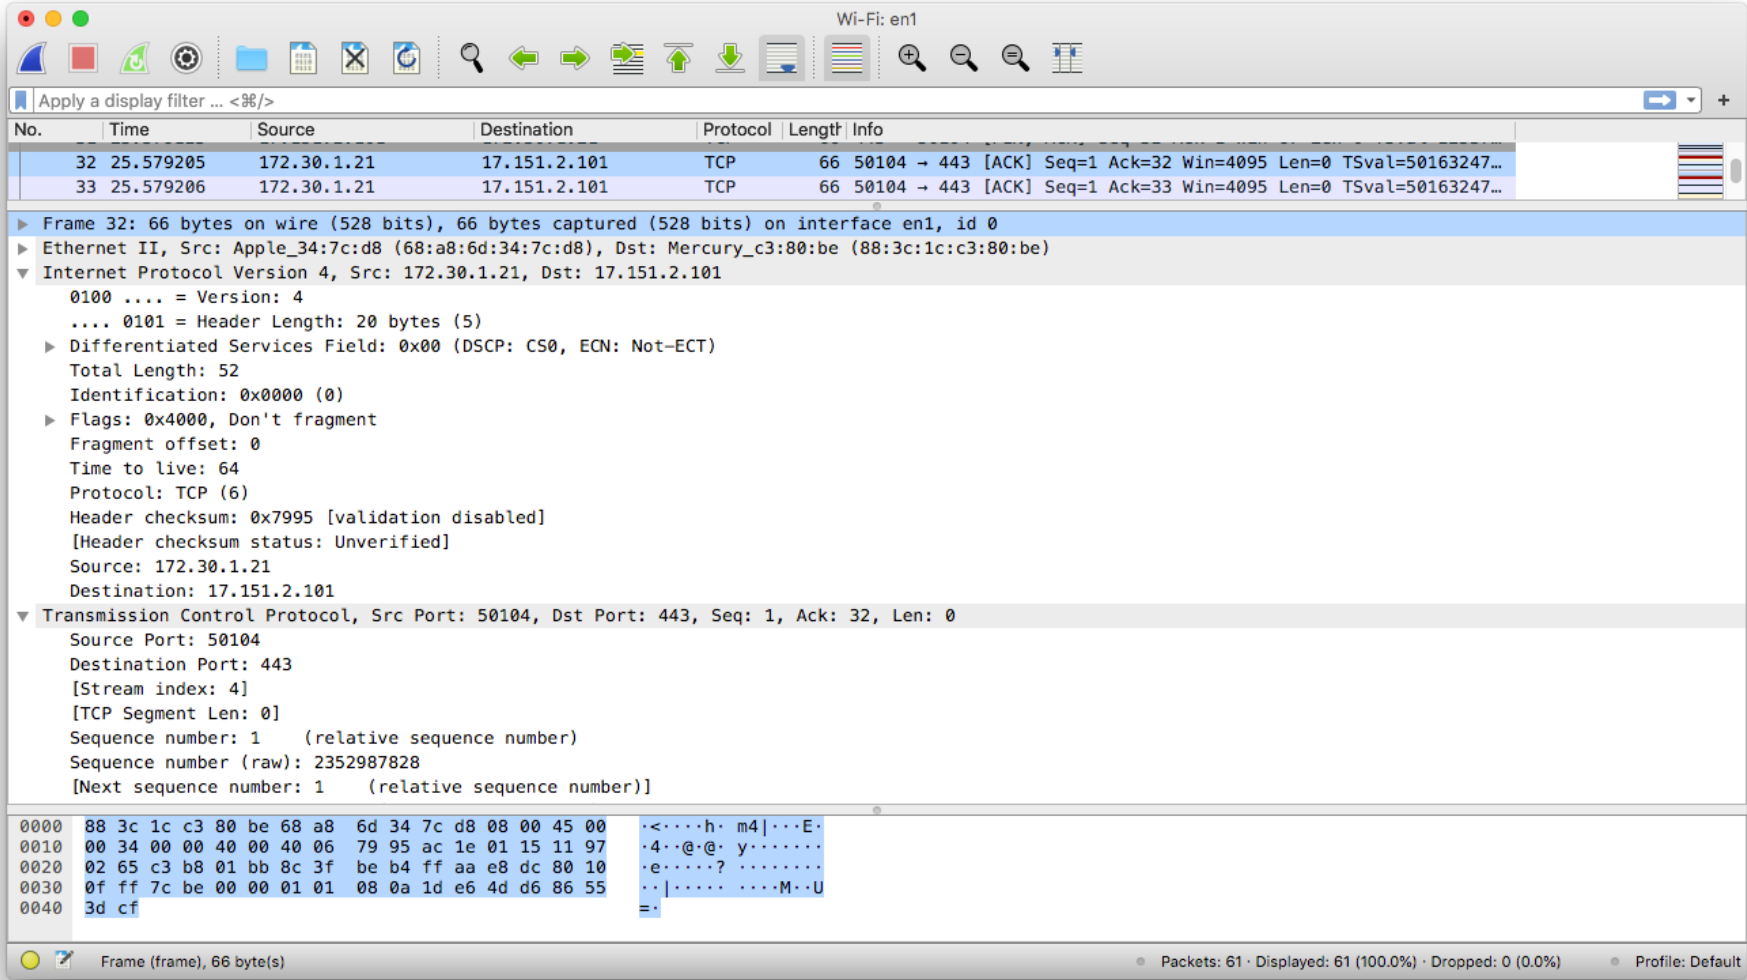 Wi-Fi: en1
Apply a display filter ... <⌘/>
No. Time Source Destination Protocol Length Info
32 25.579205 172.30.1.21 17.151.2.101 TCP 66 50104 → 443 [ACK] Seq=1 Ack=32 Win=4095 Len=0 TSval=50163247…
33 25.579206 172.30.1.21 17.151.2.101 TCP 66 50104 → 443 [ACK] Seq=1 Ack=33 Win=4095 Len=0 TSval=50163247…
Frame 32: 66 bytes on wire (528 bits), 66 bytes captured (528 bits) on interface en1, id 0
Ethernet II, Src: Apple_34:7c:d8 (68:a8:6d:34:7c:d8), Dst: Mercury_c3:80:be (88:3c:1c:c3:80:be)
Internet Protocol Version 4, Src: 172.30.1.21, Dst: 17.151.2.101
0100 .... = Version: 4
.... 0101 = Header Length: 20 bytes (5)
Differentiated Services Field: 0x00 (DSCP: CS0, ECN: Not-ECT)
Total Length: 52
Identification: 0x0000 (0)
Flags: 0x4000, Don't fragment
Fragment offset: 0
Time to live: 64
Protocol: TCP (6)
Header checksum: 0x7995 [validation disabled]
[Header checksum status: Unverified]
Source: 172.30.1.21
Destination: 17.151.2.101
Transmission Control Protocol, Src Port: 50104, Dst Port: 443, Seq: 1, Ack: 32, Len: 0
Source Port: 50104
Destination Port: 443
[Stream index: 4]
[TCP Segment Len: 0]
Sequence number: 1    (relative sequence number)
Sequence number (raw): 2352987828
[Next sequence number: 1    (relative sequence number)]
0000 88 3c 1c c3 80 be 68 a8 6d 34 7c d8 08 00 45 00 ·<····h· m4|···E·
0010 00 34 00 00 40 00 40 06 79 95 ac 1e 01 15 11 97 ·4··@·@· y·······
0020 02 65 c3 b8 01 bb 8c 3f be b4 ff aa e8 dc 80 10 ·e·····? ········
0030 0f ff 7c be 00 00 01 01 08 0a 1d e6 4d d6 86 55 ··|····· ····M··U
0040 3d cf =·
Frame (frame), 66 byte(s)
Packets: 61 · Displayed: 61 (100.0%) · Dropped: 0 (0.0%)
Profile: Default